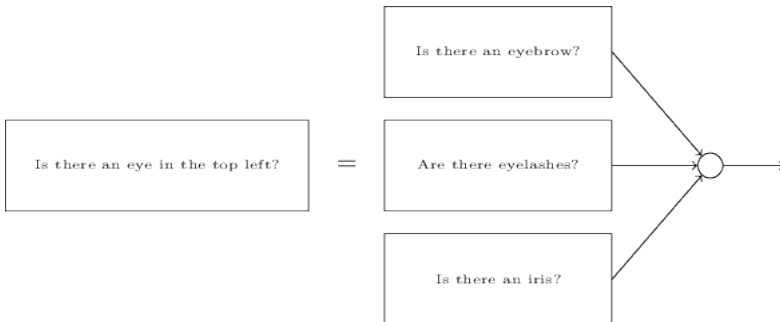 Is there an eyebrow?
Is there an eye in the top left?
=
Are there eyelashes?
Is there an iris?